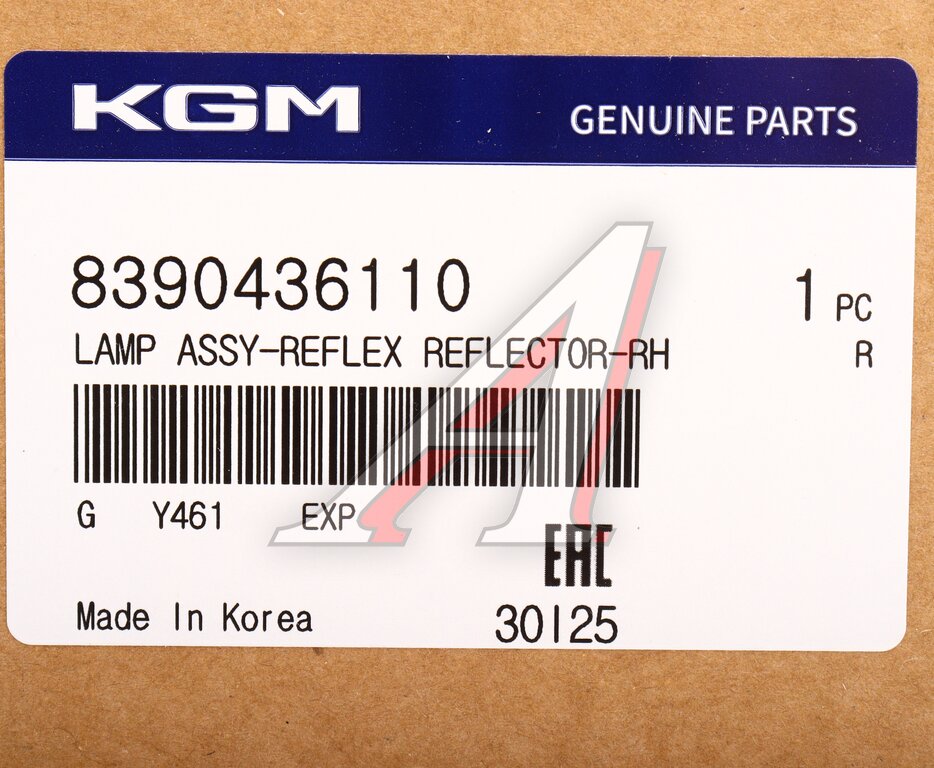 KGM GENUINE PARTS
8390436110 1 PC
LAMP ASSY-REFLEX REFLECTOR-RH R
G Y461 EXP
EAC
Made In Korea 30125